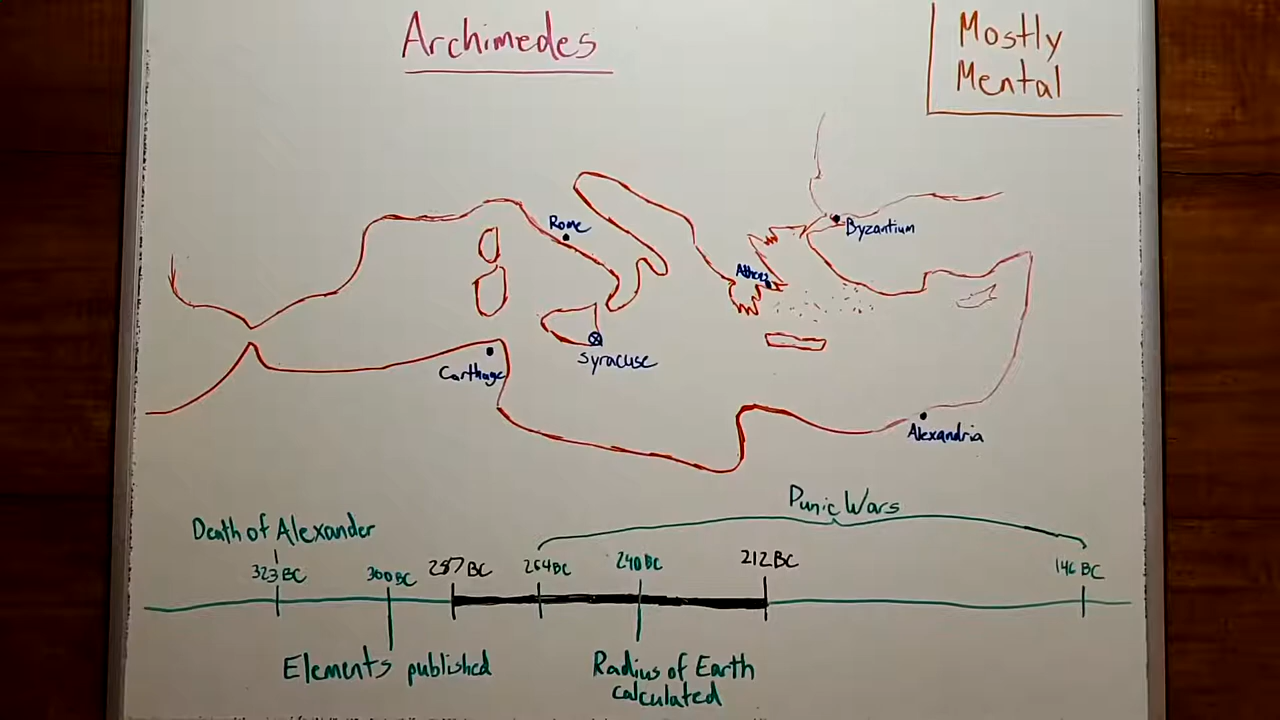 Archimedes
Mostly
Mental
Rome
Byzantium
Athens
Syracuse
Carthage
Alexandria
Punic Wars
Death of Alexander
323 BC
300 BC
287 BC
264 BC
240 BC
212 BC
146 BC
Elements published
Radius of Earth
calculated